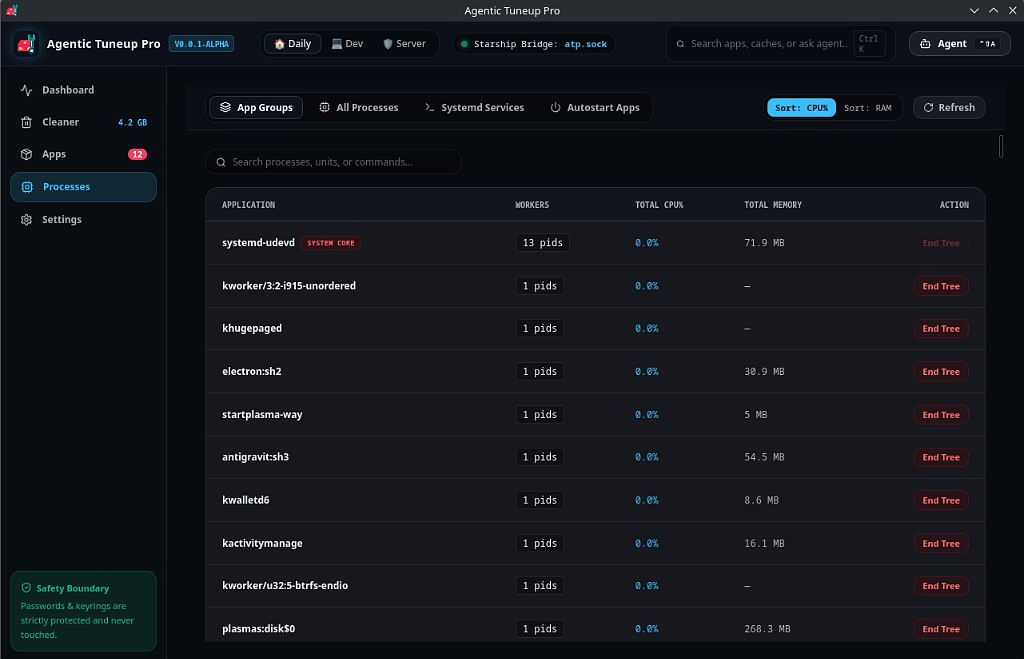 Agentic Tuneup Pro
Agentic Tuneup Pro V0.0.1-ALPHA Daily Dev Server Starship Bridge: atp.sock Search apps, caches, or ask agent.. Ctrl K Agent ⌃⇧A
Dashboard
Cleaner 4.2 GB
Apps 12
Processes
Settings
App Groups All Processes Systemd Services Autostart Apps Sort: CPU% Sort: RAM Refresh
Search processes, units, or commands...
APPLICATION WORKERS TOTAL CPU% TOTAL MEMORY ACTION
systemd-udevd SYSTEM CORE 13 pids 0.0% 71.9 MB End Tree
kworker/3:2-i915-unordered 1 pids 0.0% — End Tree
khugepaged 1 pids 0.0% — End Tree
electron:sh2 1 pids 0.0% 30.9 MB End Tree
startplasma-way 1 pids 0.0% 5 MB End Tree
antigravit:sh3 1 pids 0.0% 54.5 MB End Tree
kwalletd6 1 pids 0.0% 8.6 MB End Tree
kactivitymanage 1 pids 0.0% 16.1 MB End Tree
kworker/u32:5-btrfs-endio 1 pids 0.0% — End Tree
plasmas:disk$0 1 pids 0.0% 268.3 MB End Tree
Safety Boundary
Passwords & keyrings are
strictly protected and never
touched.